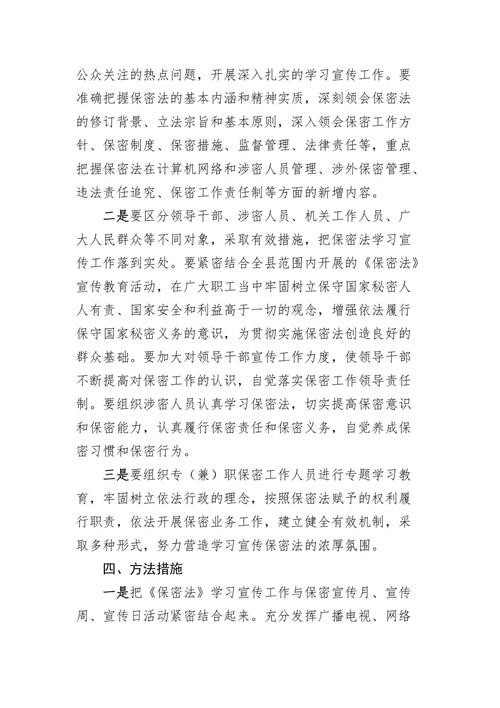 公众关注的热点问题，开展深入扎实的学习宣传工作。要
准确把握保密法的基本内涵和精神实质，深刻领会保密法
的修订背景、立法宗旨和基本原则，深入领会保密工作方
针、保密制度、保密措施、监督管理、法律责任等，重点
把握保密法在计算机网络和涉密人员管理、涉外保密管理、
违法责任追究、保密工作责任制等方面的新增内容。
二是要区分领导干部、涉密人员、机关工作人员、广
大人民群众等不同对象，采取有效措施，把保密法学习宣
传工作落到实处。要紧密结合全县范围内开展的《保密法》
宣传教育活动，在广大职工当中牢固树立保守国家秘密人
人有责、国家安全和利益高于一切的观念，增强依法履行
保守国家秘密义务的意识，为贯彻实施保密法创造良好的
群众基础。要加大对领导干部宣传工作力度，使领导干部
不断提高对保密工作的认识，自觉落实保密工作领导责任
制。要组织涉密人员认真学习保密法，切实提高保密意识
和保密能力，认真履行保密责任和保密义务，自觉养成保
密习惯和保密行为。
三是要组织专（兼）职保密工作人员进行专题学习教
育，牢固树立依法行政的理念，按照保密法赋予的权利履
行职责，依法开展保密业务工作，建立健全有效机制，采
取多种形式，努力营造学习宣传保密法的浓厚氛围。
四、方法措施
一是把《保密法》学习宣传工作与保密宣传月、宣传
周、宣传日活动紧密结合起来。充分发挥广播电视、网络